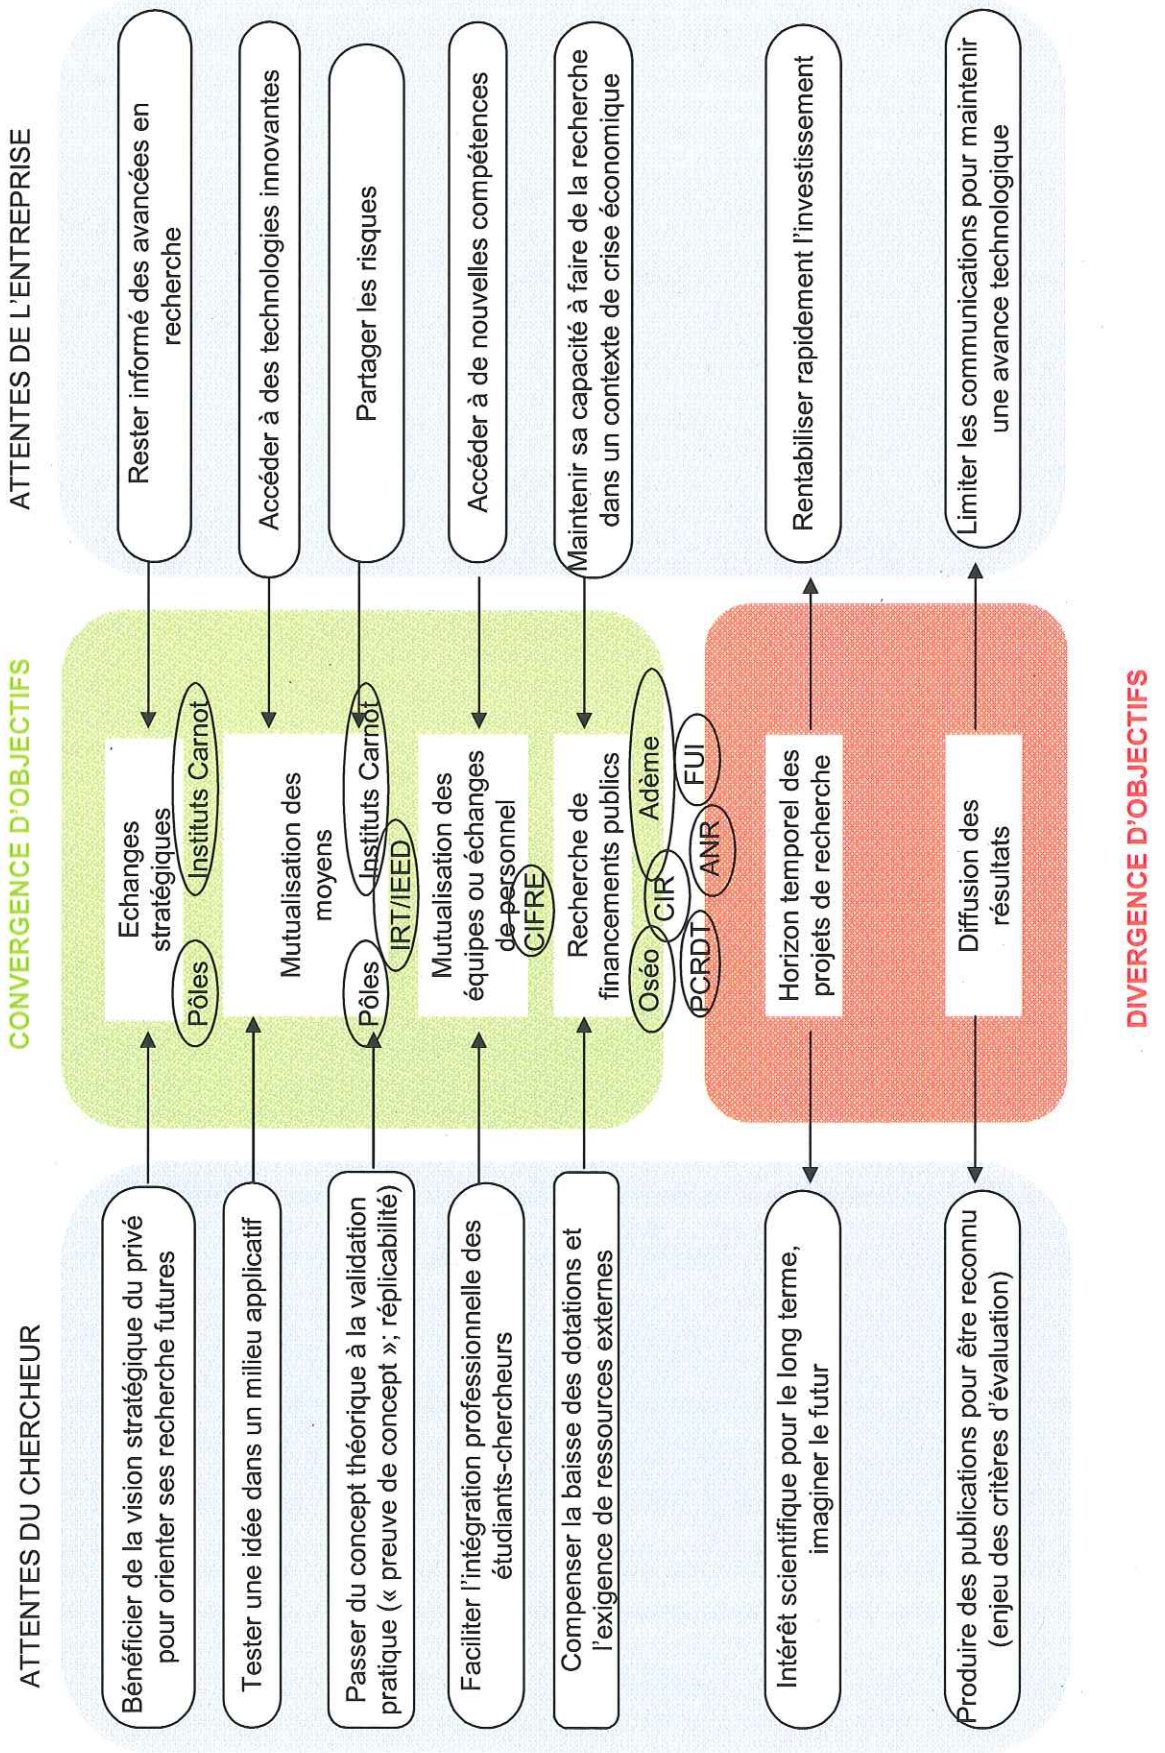 ATTENTES DU CHERCHEUR
CONVERGENCE D'OBJECTIFS
ATTENTES DE L'ENTREPRISE
Bénéficier de la vision stratégique du privé
pour orienter ses recherche futures
Echanges
stratégiques
Pôles
Instituts Carnot
Rester informé des avancées en
recherche
Tester une idée dans un milieu applicatif
Mutualisation des
moyens
Accéder à des technologies innovantes
Passer du concept théorique à la validation
pratique (« preuve de concept »; réplicabilité)
Pôles
Instituts Carnot
IRT/IEED
Partager les risques
Faciliter l'intégration professionnelle des
étudiants-chercheurs
Mutualisation des
équipes ou échanges
de personnel
CIFRE
Accéder à de nouvelles compétences
Compenser la baisse des dotations et
l'exigence de ressources externes
Recherche de
financements publics
Oséo
CIR
Adème
PCRDT
ANR
FUI
Maintenir sa capacité à faire de la recherche
dans un contexte de crise économique
Intérêt scientifique pour le long terme,
imaginer le futur
Horizon temporel des
projets de recherche
Rentabiliser rapidement l'investissement
Produire des publications pour être reconnu
(enjeu des critères d'évaluation)
Diffusion des
résultats
Limiter les communications pour maintenir
une avance technologique
DIVERGENCE D'OBJECTIFS